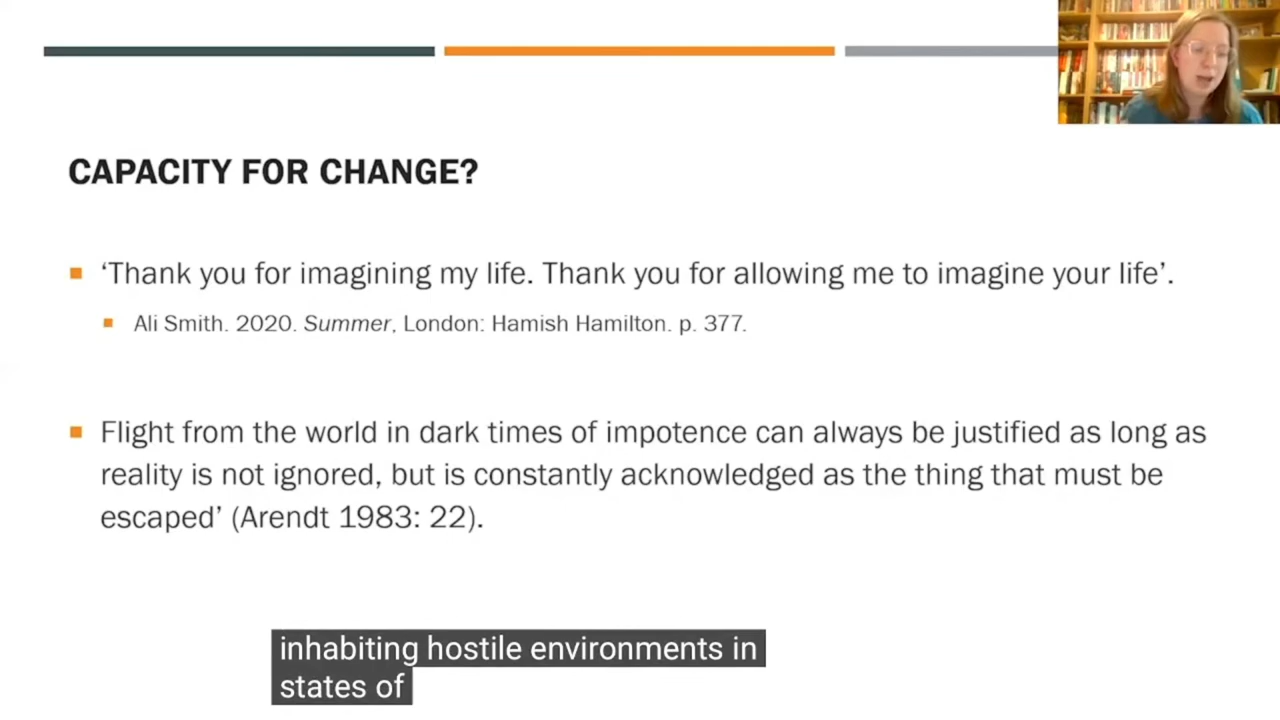 CAPACITY FOR CHANGE?
‘Thank you for imagining my life. Thank you for allowing me to imagine your life’.
Ali Smith. 2020. Summer, London: Hamish Hamilton. p. 377.
Flight from the world in dark times of impotence can always be justified as long as
reality is not ignored, but is constantly acknowledged as the thing that must be
escaped’ (Arendt 1983: 22).
inhabiting hostile environments in
states of